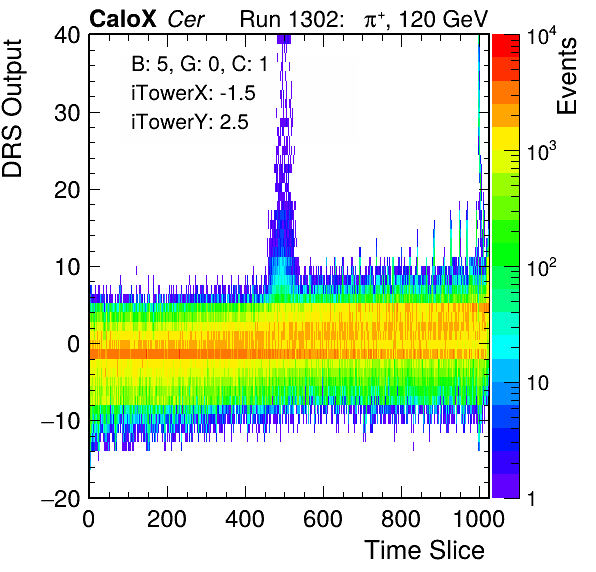 CaloX Cer Run 1302: π⁺, 120 GeV
B: 5, G: 0, C: 1
iTowerX: -1.5
iTowerY: 2.5
DRS Output
40
30
20
10
0
−10
−20
0 200 400 600 800 1000
Time Slice
10⁴
10³
10²
10
1
Events